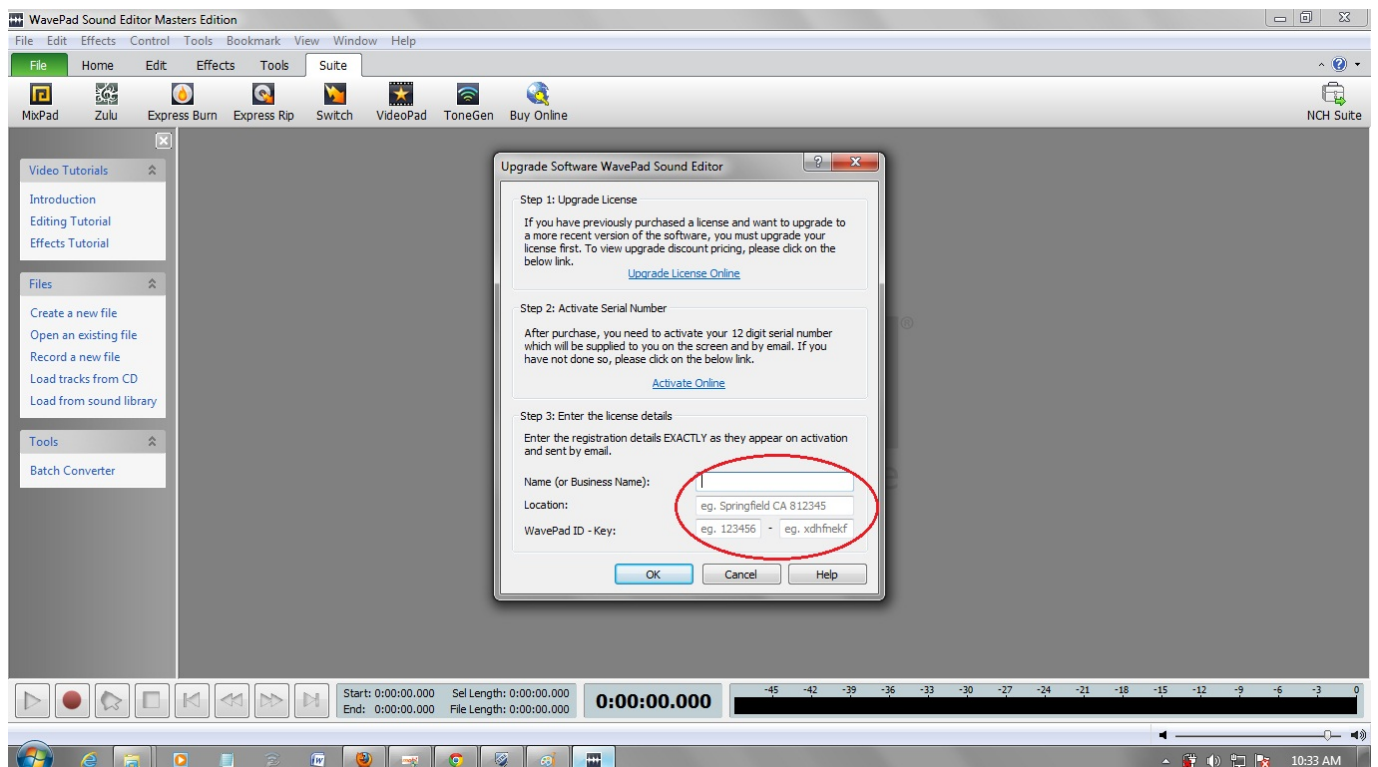 WavePad Sound Editor Masters Edition
File Edit Effects Control Tools Bookmark View Window Help
File Home Edit Effects Tools Suite
MixPad Zulu Express Burn Express Rip Switch VideoPad ToneGen Buy Online NCH Suite
Video Tutorials
Introduction
Editing Tutorial
Effects Tutorial
Files
Create a new file
Open an existing file
Record a new file
Load tracks from CD
Load from sound library
Tools
Batch Converter
Upgrade Software WavePad Sound Editor
Step 1: Upgrade License
If you have previously purchased a license and want to upgrade to
a more recent version of the software, you must upgrade your
license first. To view upgrade discount pricing, please click on the
below link.
Upgrade License Online
Step 2: Activate Serial Number
After purchase, you need to activate your 12 digit serial number
which will be supplied to you on the screen and by email. If you
have not done so, please click on the below link.
Activate Online
Step 3: Enter the license details
Enter the registration details EXACTLY as they appear on activation
and sent by email.
Name (or Business Name):
Location: eg. Springfield CA 812345
WavePad ID - Key: eg. 123456 - eg. xdhfnekf
OK Cancel Help
®
Start: 0:00:00.000 Sel Length: 0:00:00.000
End: 0:00:00.000 File Length: 0:00:00.000
0:00:00.000
-45 -42 -39 -36 -33 -30 -27 -24 -21 -18 -15 -12 -9 -6 -3 0
10:33 AM